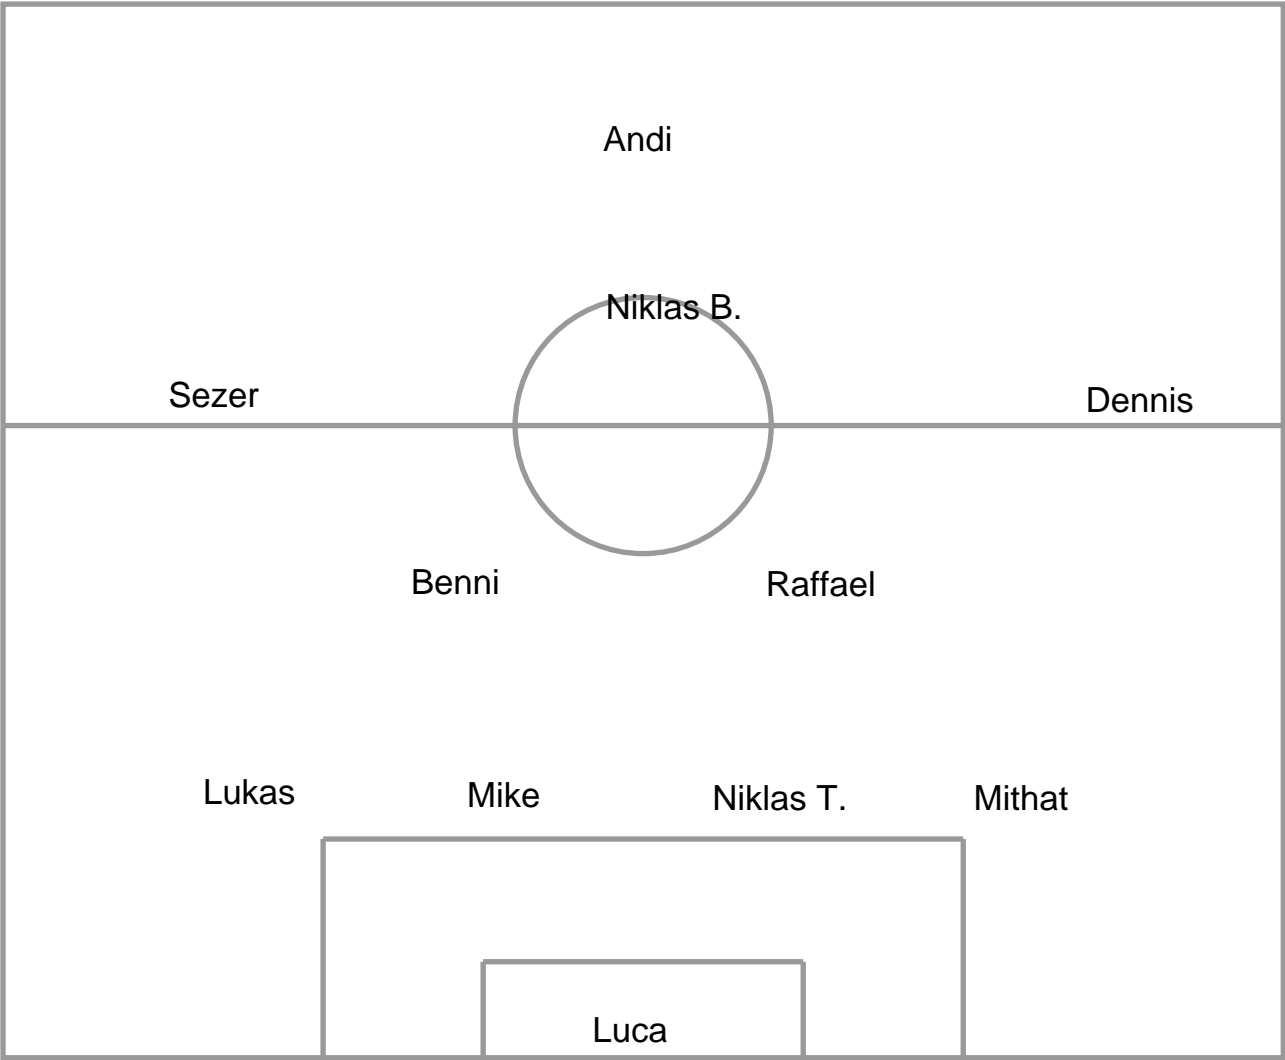 Andi
Niklas B.
Sezer
Dennis
Benni
Raffael
Lukas
Mike
Niklas T.
Mithat
Luca